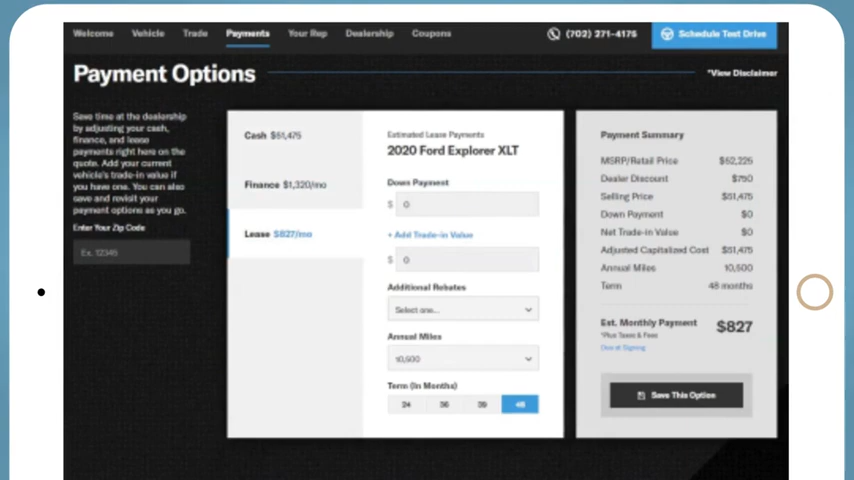 Welcome Vehicle Trade Payments Your Rep Dealership Coupons (702) 271-4175 Schedule Test Drive
Payment Options
*View Disclaimer
Save time at the dealership
by adjusting your cash,
finance, and lease
payments right here on the
quote. Add your current
vehicle's trade-in value if
you have one. You can also
save and revisit your
payment options as you go.
Enter Your Zip Code
Ex. 12345
Cash $51,475
Finance $1,320/mo
Lease $827/mo
Estimated Lease Payments
2020 Ford Explorer XLT
Down Payment
$ 0
+ Add Trade-in Value
$ 0
Additional Rebates
Select one...
Annual Miles
10,500
Term (In Months)
24 36 39 48
Payment Summary
MSRP/Retail Price $52,225
Dealer Discount $750
Selling Price $51,475
Down Payment $0
Net Trade-in Value $0
Adjusted Capitalized Cost $51,475
Annual Miles 10,500
Term 48 months
Est. Monthly Payment $827
*Plus Taxes & Fees
Due at Signing
Save This Option